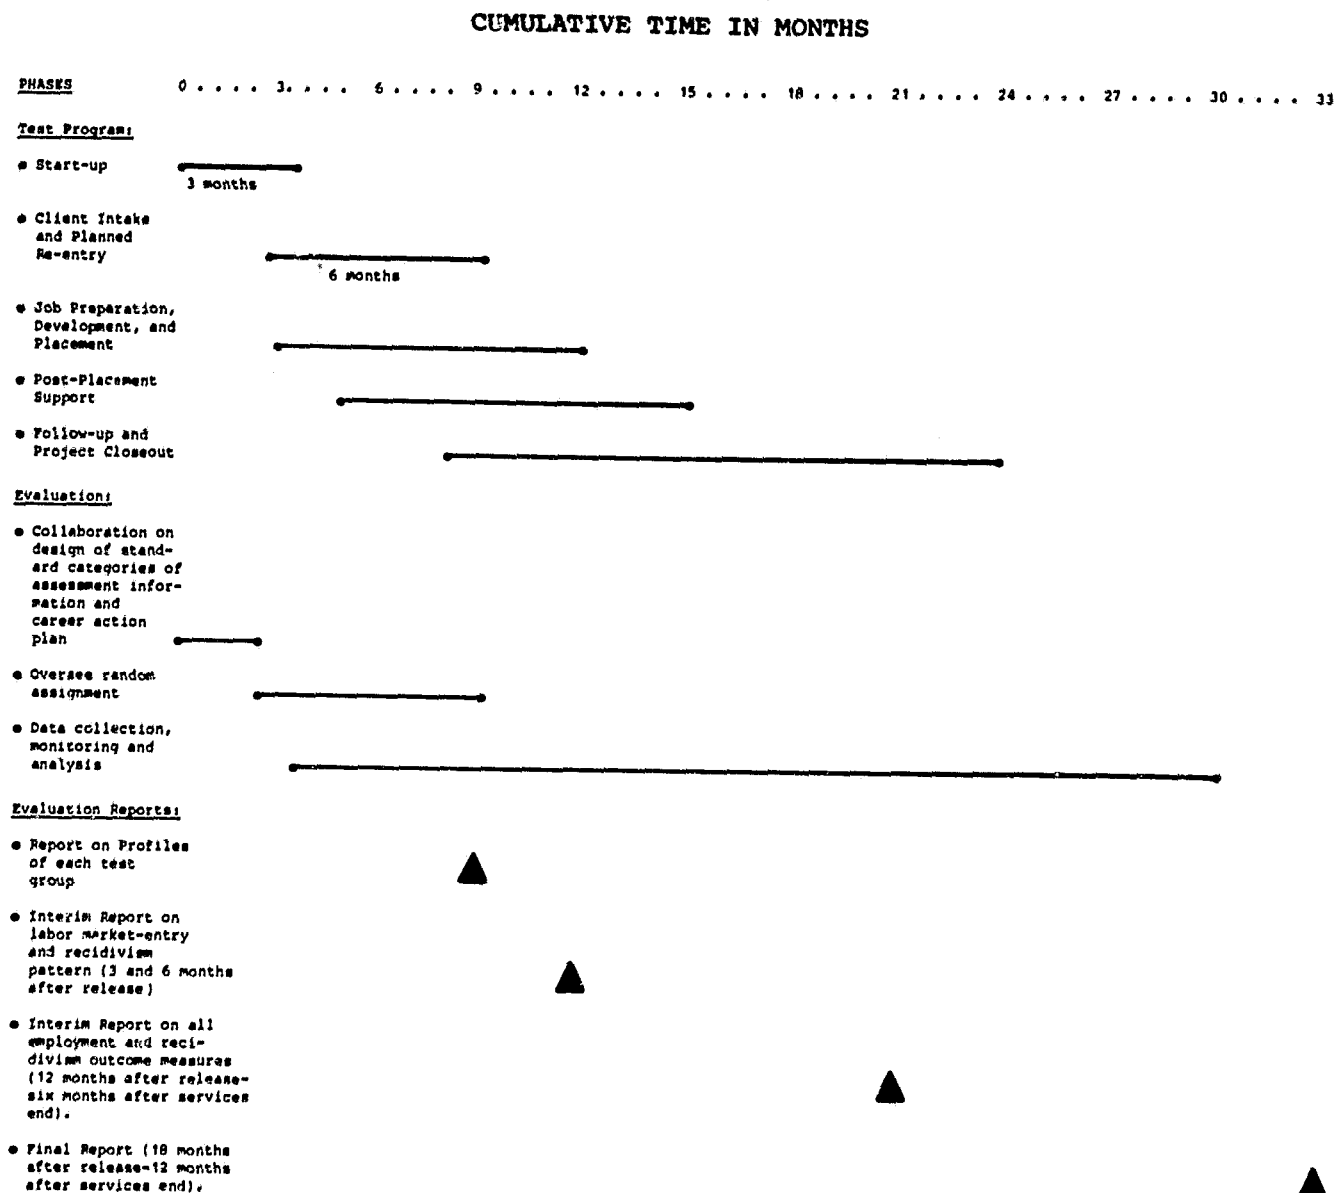 CUMULATIVE TIME IN MONTHS
PHASES 0 . . . . 3. . . . 6 . . . . 9 . . . . 12 . . . . 15 . . . . 18 . . . . 21 . . . . 24 . . . . 27 . . . . 30 . . . . 33
Test Program:
• Start-up
3 months
• Client Intake
and Planned
Re-entry
6 months
• Job Preparation,
Development, and
Placement
• Post-Placement
Support
• Follow-up and
Project Closeout
Evaluation:
• Collaboration on
design of stand-
ard categories of
assessment infor-
mation and
career action
plan
• Oversee random
assignment
• Data collection,
monitoring and
analysis
Evaluation Reports:
• Report on Profiles
of each test
group
• Interim Report on
labor market-entry
and recidivism
pattern (3 and 6 months
after release)
• Interim Report on all
employment and reci-
divism outcome measures
(12 months after release-
six months after services
end).
• Final Report (18 months
after release-12 months
after services end).